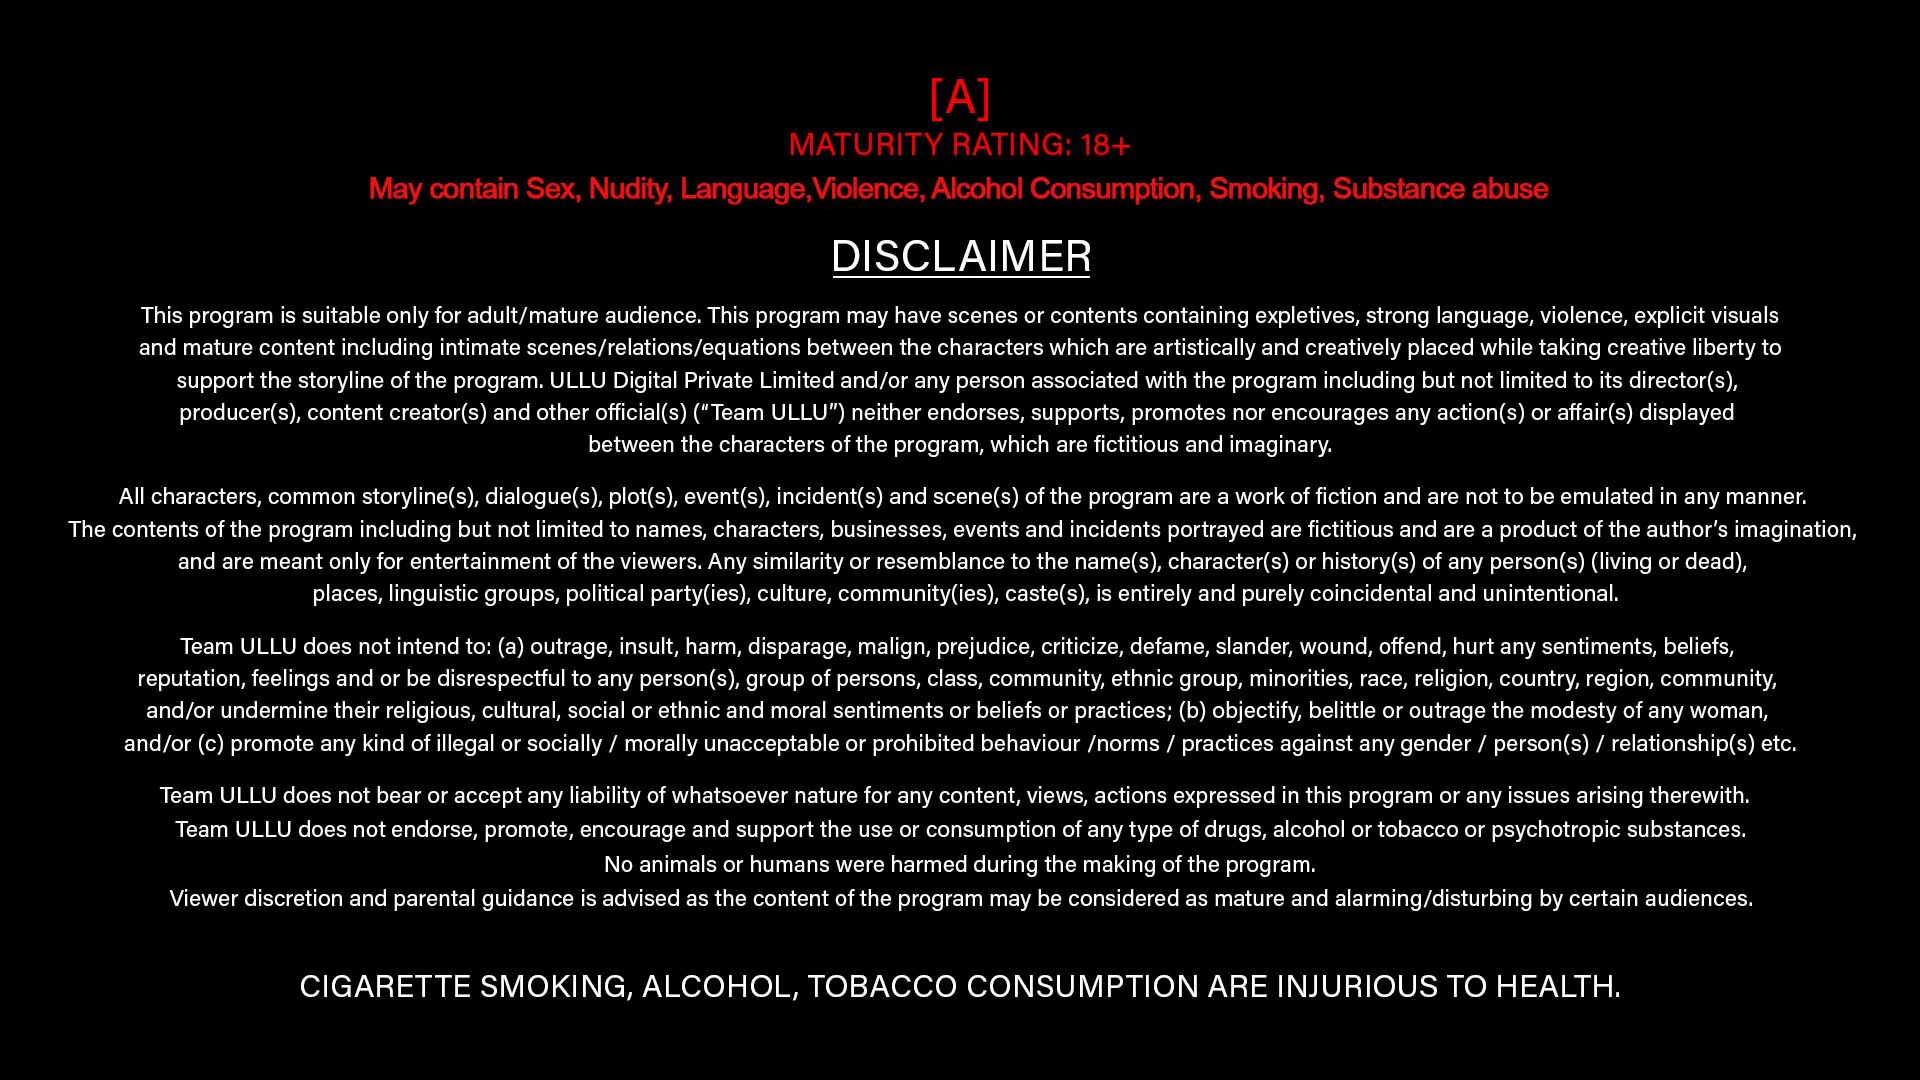 [A]
MATURITY RATING: 18+
May contain Sex, Nudity, Language,Violence, Alcohol Consumption, Smoking, Substance abuse
DISCLAIMER
This program is suitable only for adult/mature audience. This program may have scenes or contents containing expletives, strong language, violence, explicit visuals
and mature content including intimate scenes/relations/equations between the characters which are artistically and creatively placed while taking creative liberty to
support the storyline of the program. ULLU Digital Private Limited and/or any person associated with the program including but not limited to its director(s),
producer(s), content creator(s) and other official(s) (“Team ULLU”) neither endorses, supports, promotes nor encourages any action(s) or affair(s) displayed
between the characters of the program, which are fictitious and imaginary.
All characters, common storyline(s), dialogue(s), plot(s), event(s), incident(s) and scene(s) of the program are a work of fiction and are not to be emulated in any manner.
The contents of the program including but not limited to names, characters, businesses, events and incidents portrayed are fictitious and are a product of the author’s imagination,
and are meant only for entertainment of the viewers. Any similarity or resemblance to the name(s), character(s) or history(s) of any person(s) (living or dead),
places, linguistic groups, political party(ies), culture, community(ies), caste(s), is entirely and purely coincidental and unintentional.
Team ULLU does not intend to: (a) outrage, insult, harm, disparage, malign, prejudice, criticize, defame, slander, wound, offend, hurt any sentiments, beliefs,
reputation, feelings and or be disrespectful to any person(s), group of persons, class, community, ethnic group, minorities, race, religion, country, region, community,
and/or undermine their religious, cultural, social or ethnic and moral sentiments or beliefs or practices; (b) objectify, belittle or outrage the modesty of any woman,
and/or (c) promote any kind of illegal or socially / morally unacceptable or prohibited behaviour /norms / practices against any gender / person(s) / relationship(s) etc.
Team ULLU does not bear or accept any liability of whatsoever nature for any content, views, actions expressed in this program or any issues arising therewith.
Team ULLU does not endorse, promote, encourage and support the use or consumption of any type of drugs, alcohol or tobacco or psychotropic substances.
No animals or humans were harmed during the making of the program.
Viewer discretion and parental guidance is advised as the content of the program may be considered as mature and alarming/disturbing by certain audiences.
CIGARETTE SMOKING, ALCOHOL, TOBACCO CONSUMPTION ARE INJURIOUS TO HEALTH.